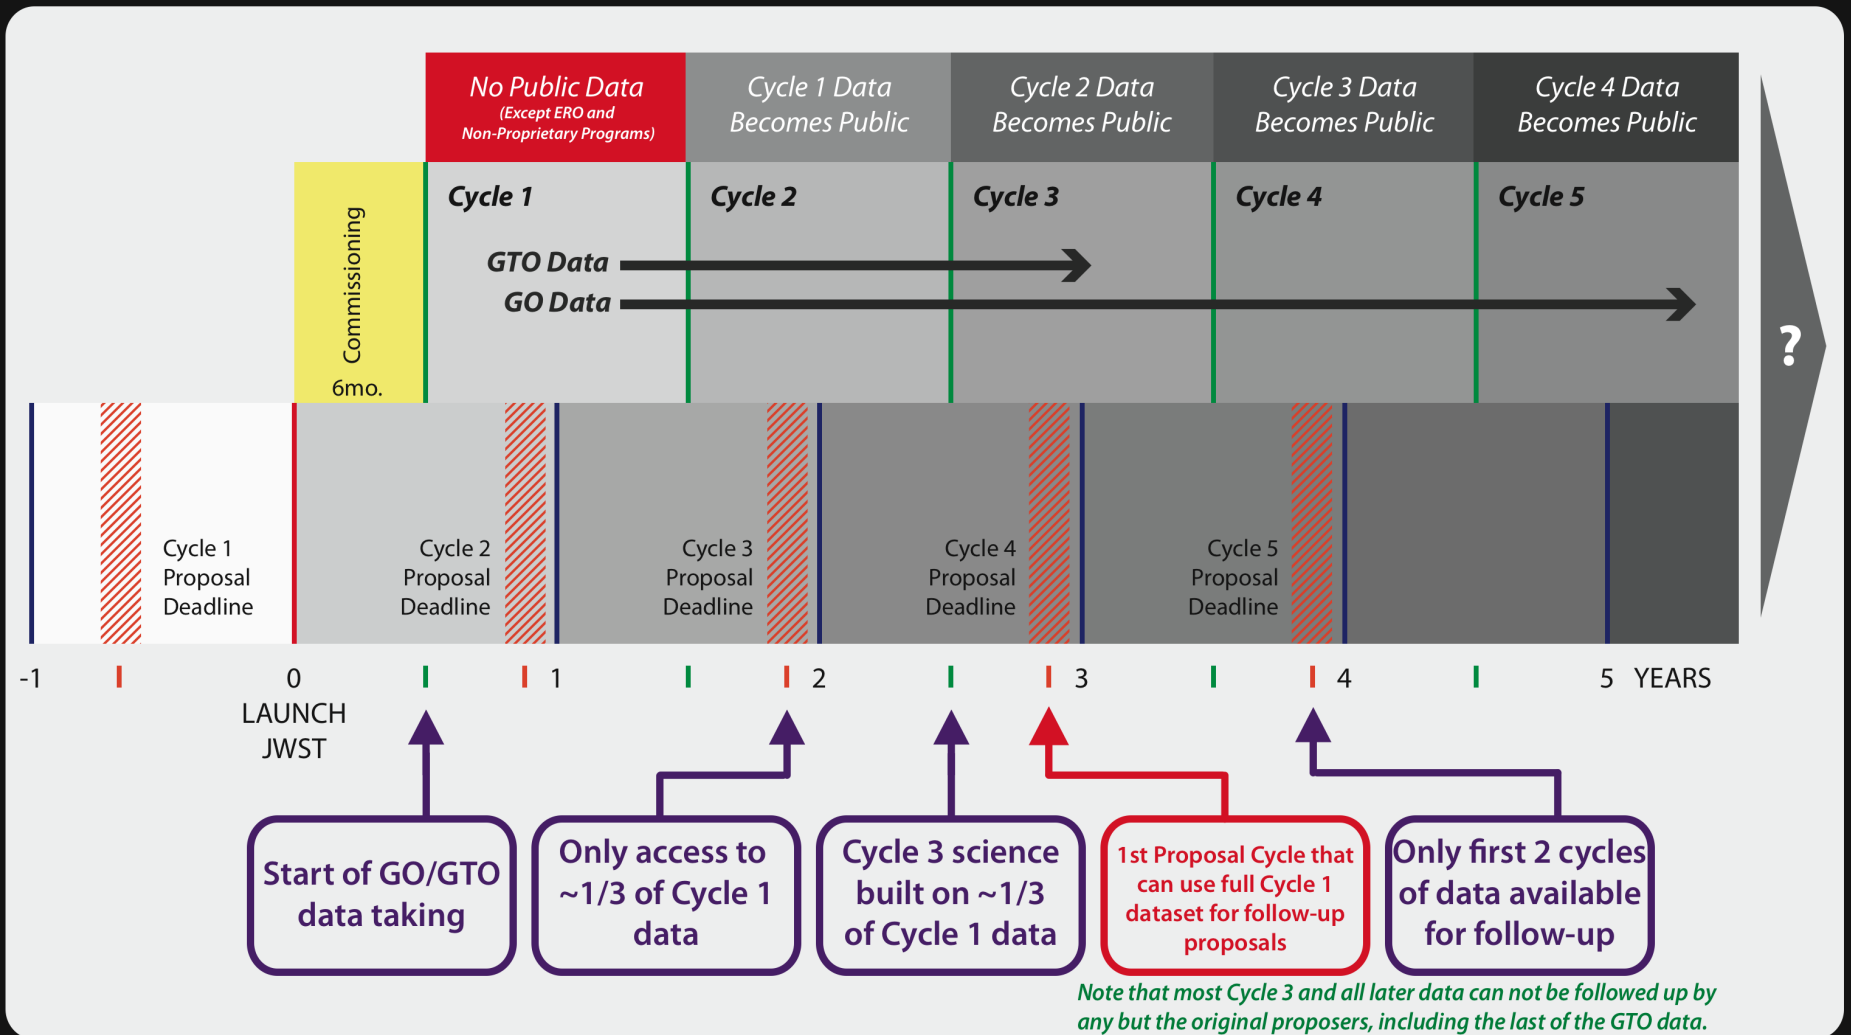 No Public Data
(Except ERO and
Non-Proprietary Programs)
Cycle 1 Data
Becomes Public
Cycle 2 Data
Becomes Public
Cycle 3 Data
Becomes Public
Cycle 4 Data
Becomes Public
Commissioning
6mo.
Cycle 1
Cycle 2
Cycle 3
Cycle 4
Cycle 5
GTO Data
GO Data
?
Cycle 1
Proposal
Deadline
Cycle 2
Proposal
Deadline
Cycle 3
Proposal
Deadline
Cycle 4
Proposal
Deadline
Cycle 5
Proposal
Deadline
-1
0
1
2
3
4
5 YEARS
LAUNCH
JWST
Start of GO/GTO
data taking
Only access to
~1/3 of Cycle 1
data
Cycle 3 science
built on ~1/3
of Cycle 1 data
1st Proposal Cycle that
can use full Cycle 1
dataset for follow-up
proposals
Only first 2 cycles
of data available
for follow-up
Note that most Cycle 3 and all later data can not be followed up by
any but the original proposers, including the last of the GTO data.